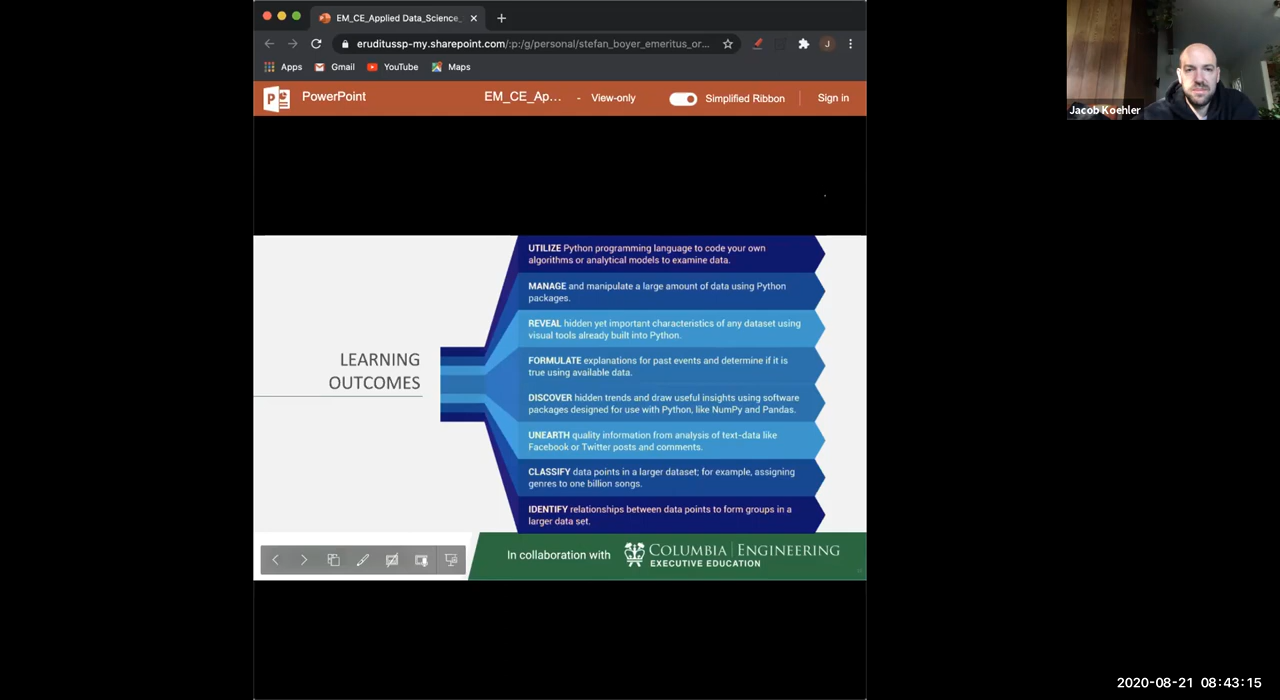 EM_CE_Applied Data_Science_
eruditussp-my.sharepoint.com/:p:/g/personal/stefan_boyer_emeritus_or...
J
Apps Gmail YouTube Maps
PowerPoint EM_CE_Ap... - View-only Simplified Ribbon Sign in
Jacob Koehler
LEARNING
OUTCOMES
UTILIZE Python programming language to code your own
algorithms or analytical models to examine data.
MANAGE and manipulate a large amount of data using Python
packages.
REVEAL hidden yet important characteristics of any dataset using
visual tools already built into Python.
FORMULATE explanations for past events and determine if it is
true using available data.
DISCOVER hidden trends and draw useful insights using software
packages designed for use with Python, like NumPy and Pandas.
UNEARTH quality information from analysis of text-data like
Facebook or Twitter posts and comments.
CLASSIFY data points in a larger dataset; for example, assigning
genres to one billion songs.
IDENTIFY relationships between data points to form groups in a
larger data set.
In collaboration with
COLUMBIA | ENGINEERING
EXECUTIVE EDUCATION
2020-08-21 08:43:15